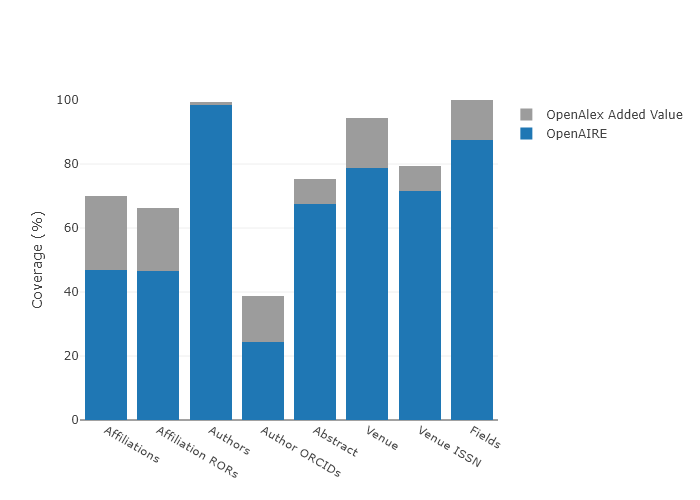 OpenAlex Added Value
OpenAIRE
Coverage (%)
100
80
60
40
20
0
Affiliations
Affiliation RORs
Authors
Author ORCIDs
Abstract
Venue
Venue ISSN
Fields